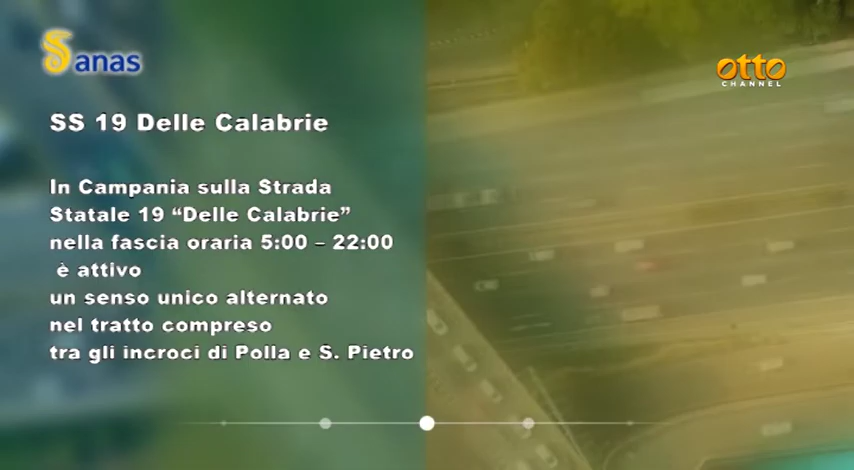 anas
otto
CHANNEL
SS 19 Delle Calabrie
In Campania sulla Strada
Statale 19 “Delle Calabrie”
nella fascia oraria 5:00 – 22:00
è attivo
un senso unico alternato
nel tratto compreso
tra gli incroci di Polla e S. Pietro